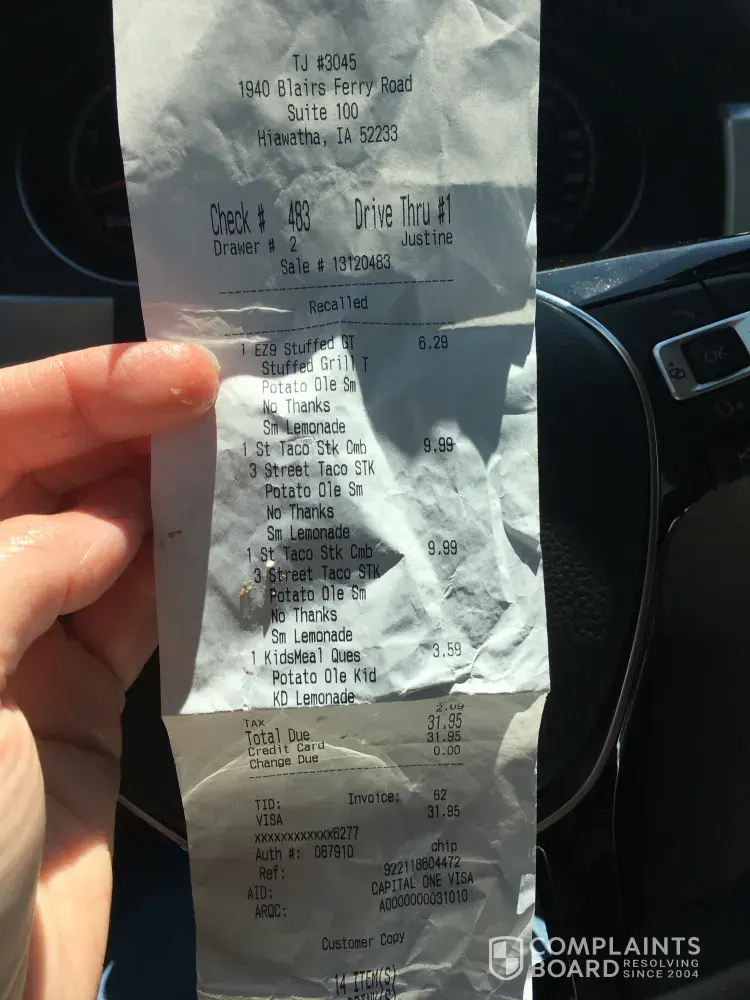 TJ #3045
1940 Blairs Ferry Road
Suite 100
Hiawatha, IA 52233
Check # 483 Drive Thru #1
Drawer # 2 Justine
Sale # 13120483
Recalled
1 EZ9 Stuffed GT 6.29
Stuffed Grill T
Potato Ole Sm
No Thanks
Sm Lemonade
1 St Taco Stk Cmb 9.99
3 Street Taco STK
Potato Ole Sm
No Thanks
Sm Lemonade
1 St Taco Stk Cmb 9.99
3 Street Taco STK
Potato Ole Sm
No Thanks
Sm Lemonade
1 KidsMeal Ques 3.59
Potato Ole Kid
KD Lemonade
TAX 2.09
Total Due 31.95
Credit Card 31.95
Change Due 0.00
TID: Invoice: 62
VISA 31.95
xxxxxxxxxxxx6277
Auth #: 08791D chip
Ref: 922118604472
AID: CAPITAL ONE VISA
ARQC: A0000000031010
Customer Copy
14 ITEM(S)
OK
COMPLAINTS
BOARD RESOLVING
SINCE 2004